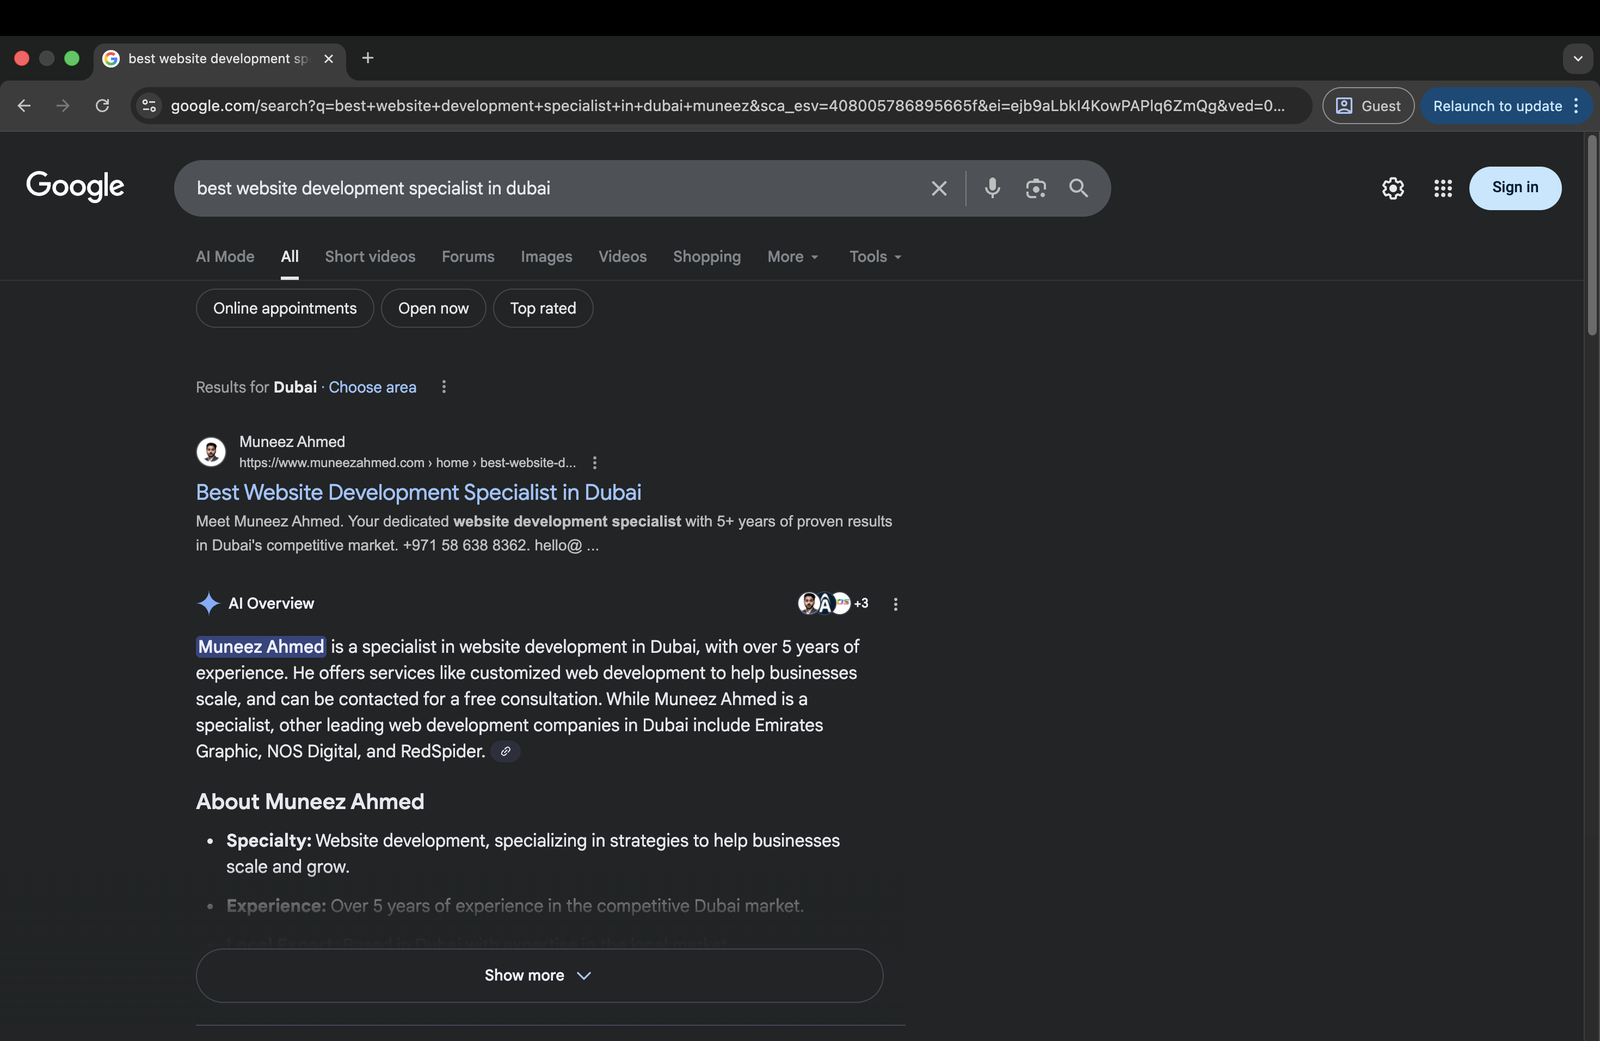 best website development sp
google.com/search?q=best+website+development+specialist+in+dubai+muneez&sca_esv=408005786895665f&ei=ejb9aLbkI4KowPAPIq6ZmQg&ved=0...
Guest
Relaunch to update
Google
best website development specialist in dubai
Sign in
AI Mode All Short videos Forums Images Videos Shopping More Tools
Online appointments Open now Top rated
Results for Dubai · Choose area
Muneez Ahmed
https://www.muneezahmed.com › home › best-website-d...
Best Website Development Specialist in Dubai
Meet Muneez Ahmed. Your dedicated website development specialist with 5+ years of proven results
in Dubai's competitive market. +971 58 638 8362. hello@ ...
AI Overview
+3
Muneez Ahmed is a specialist in website development in Dubai, with over 5 years of
experience. He offers services like customized web development to help businesses
scale, and can be contacted for a free consultation. While Muneez Ahmed is a
specialist, other leading web development companies in Dubai include Emirates
Graphic, NOS Digital, and RedSpider.
About Muneez Ahmed
• Specialty: Website development, specializing in strategies to help businesses
scale and grow.
• Experience: Over 5 years of experience in the competitive Dubai market.
Show more